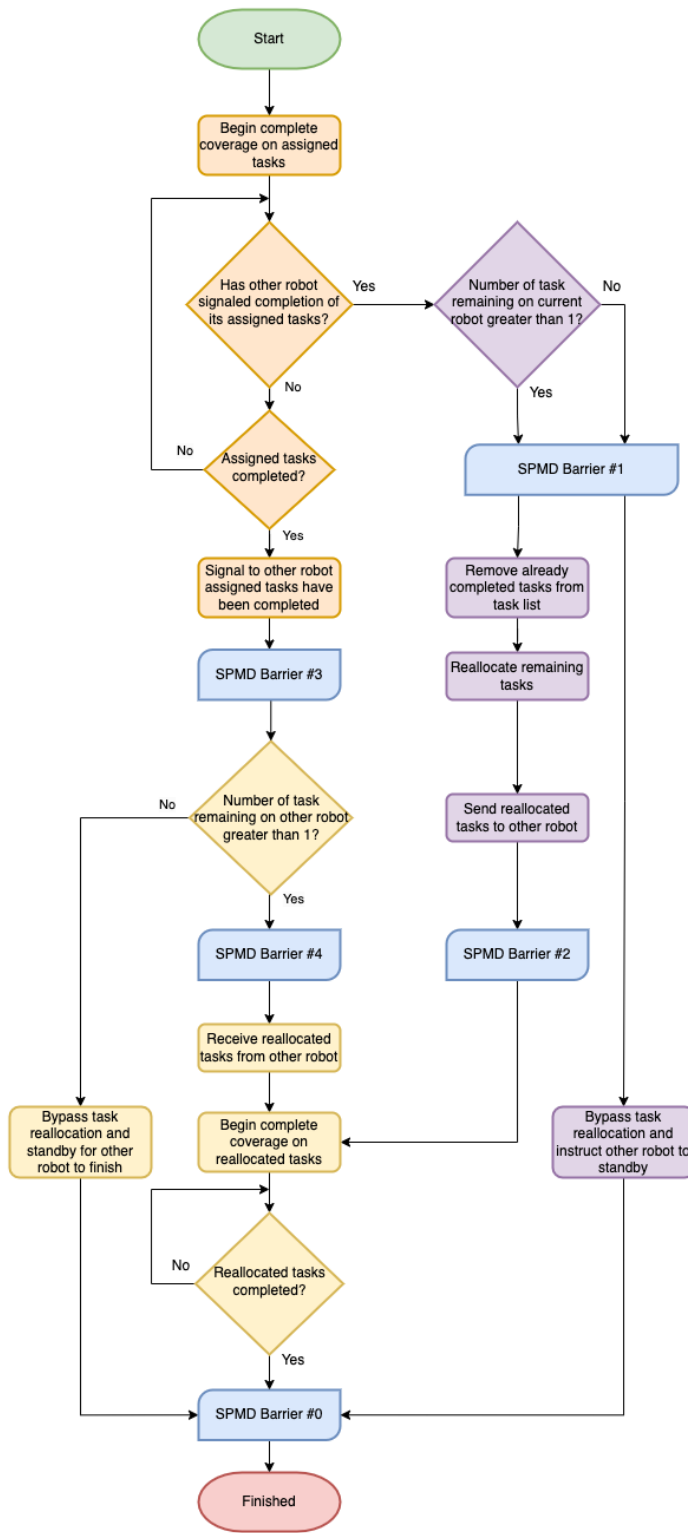 Start
Begin complete
coverage on assigned
tasks
Has other robot
signaled completion of
its assigned tasks?
Yes
Number of task
remaining on current
robot greater than 1?
No
No
Yes
Assigned tasks
completed?
No
SPMD Barrier #1
Yes
Signal to other robot
assigned tasks have
been completed
Remove already
completed tasks from
task list
SPMD Barrier #3
Reallocate remaining
tasks
Number of task
remaining on other robot
greater than 1?
No
Send reallocated
tasks to other robot
Yes
SPMD Barrier #4
SPMD Barrier #2
Receive reallocated
tasks from other robot
Bypass task
reallocation and
standby for other
robot to finish
Begin complete
coverage on
reallocated tasks
Bypass task
reallocation and
instruct other robot to
standby
No
Reallocated tasks
completed?
Yes
SPMD Barrier #0
Finished